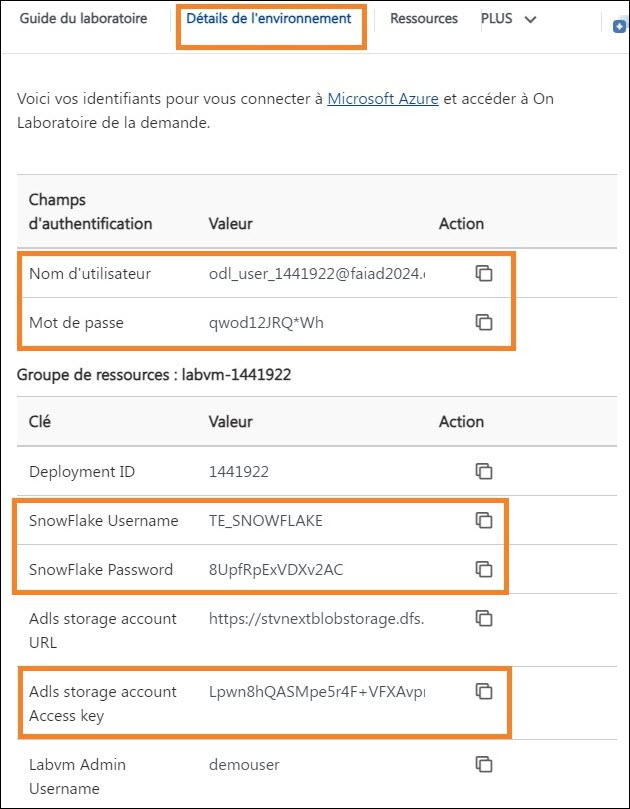 Guide du laboratoire Détails de l'environnement Ressources PLUS
Voici vos identifiants pour vous connecter à Microsoft Azure et accéder à On
Laboratoire de la demande.
Champs
d'authentification Valeur Action
Nom d'utilisateur odl_user_1441922@faiad2024.
Mot de passe qwod12JRQ*Wh
Groupe de ressources : labvm-1441922
Clé Valeur Action
Deployment ID 1441922
SnowFlake Username TE_SNOWFLAKE
SnowFlake Password 8UpfRpExVDXv2AC
Adls storage account https://stvnextblobstorage.dfs.
URL
Adls storage account Lpwn8hQASMpe5r4F+VFXAvp
Access key
Labvm Admin demouser
Username